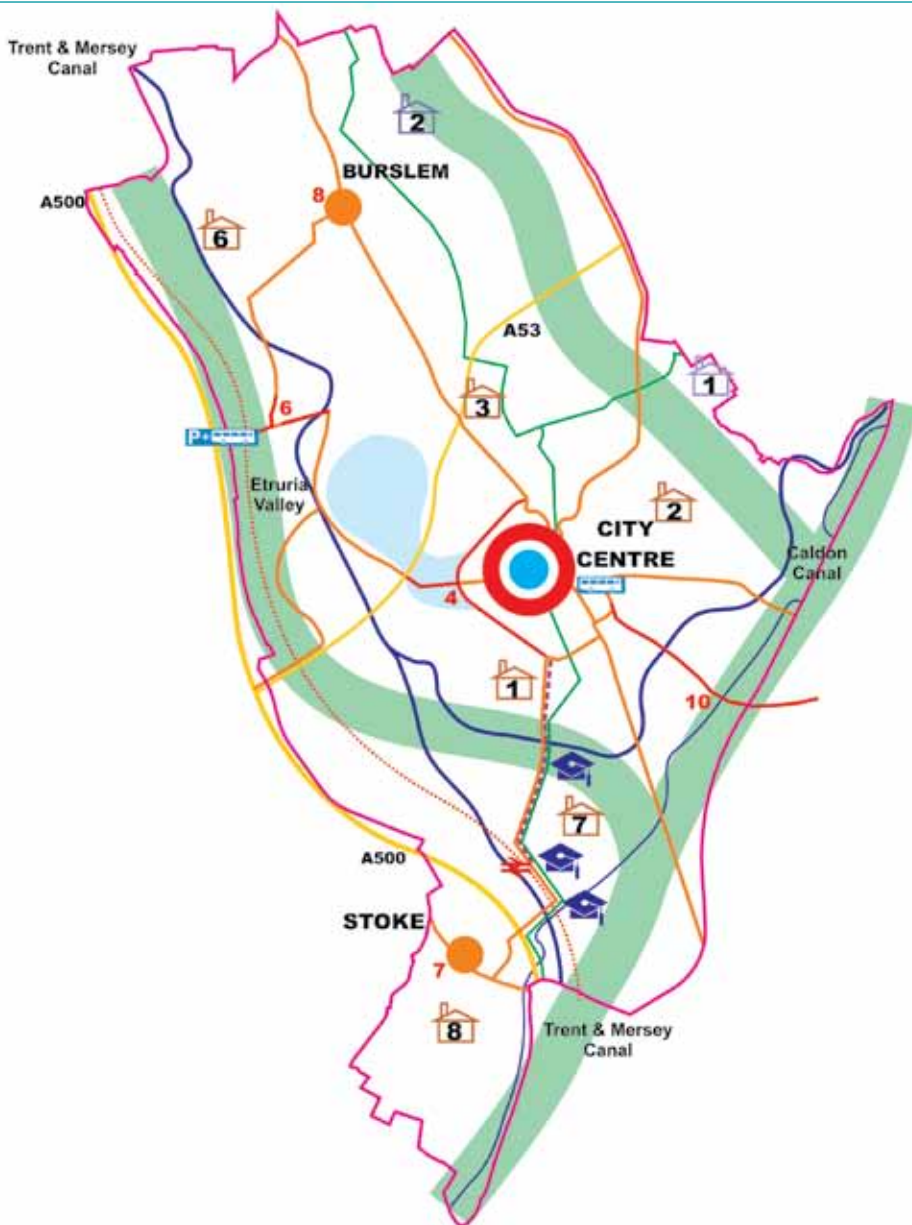 Trent & Mersey
Canal
2
BURSLEM
A500
8
6
A53
1
3
6
P+
Etruria
Valley
2
CITY
CENTRE
Caldon
Canal
4
1
10
7
A500
STOKE
7
8
Trent & Mersey
Canal